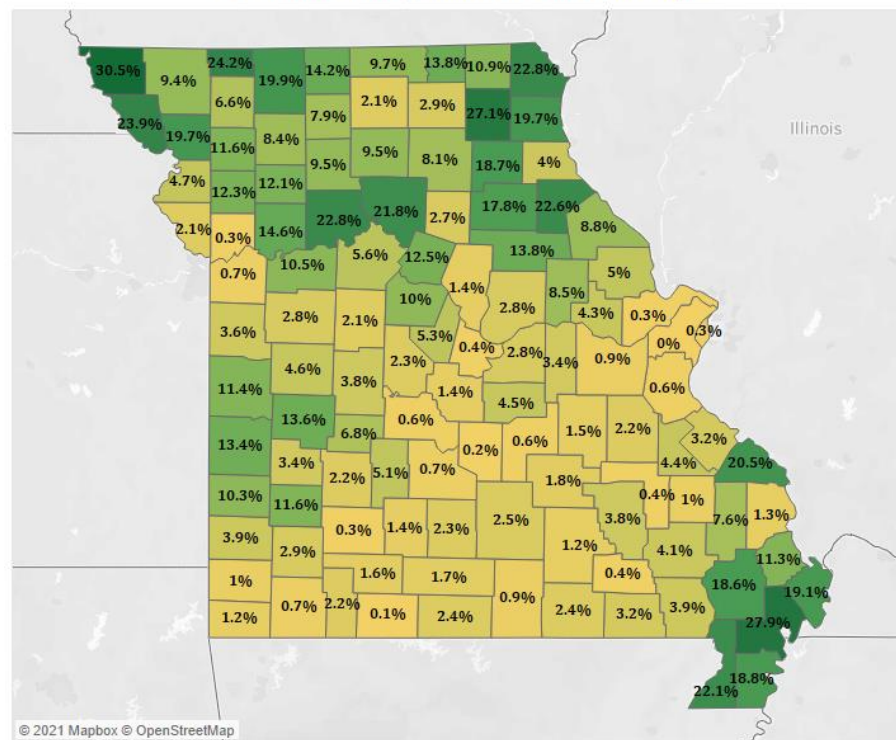 30.5% 9.4% 24.2% 19.9% 14.2% 9.7% 13.8% 10.9% 22.8%
6.6% 7.9% 2.1% 2.9% 27.1% 19.7%
23.9% 19.7% 11.6% 8.4% 9.5% 9.5% 8.1% 18.7% 4%
Illinois
4.7% 12.3% 12.1% 22.8% 21.8% 2.7% 17.8% 22.6% 8.8%
2.1% 0.3% 14.6% 13.8%
0.7% 10.5% 5.6% 12.5% 1.4% 5%
10% 2.8% 8.5% 4.3% 0.3% 0.3%
3.6% 2.8% 2.1% 5.3% 0.4% 2.8% 3.4% 0.9% 0%
11.4% 4.6% 3.8% 2.3% 1.4% 4.5% 0.6%
13.4% 13.6% 6.8% 0.6% 0.2% 0.6% 1.5% 2.2% 3.2%
3.4% 2.2% 5.1% 0.7% 1.8% 4.4% 20.5%
10.3% 11.6% 2.5% 3.8% 0.4% 1% 7.6% 1.3%
3.9% 2.9% 0.3% 1.4% 2.3% 1.2% 4.1% 11.3%
1% 1.6% 1.7% 0.4% 18.6% 19.1%
1.2% 0.7% 2.2% 0.1% 2.4% 0.9% 2.4% 3.2% 3.9% 27.9%
22.1% 18.8%
© 2021 Mapbox © OpenStreetMap